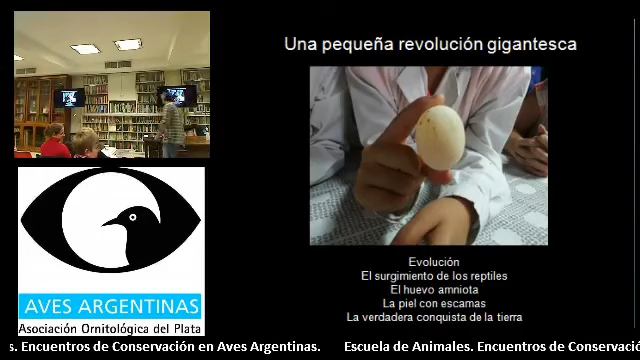 Una pequeña revolución gigantesca
Evolución
El surgimiento de los reptiles
El huevo amniota
La piel con escamas
La verdadera conquista de la tierra
AVES ARGENTINAS
Asociación Ornitológica del Plata
s. Encuentros de Conservación en Aves Argentinas. Escuela de Animales. Encuentros de Conservació